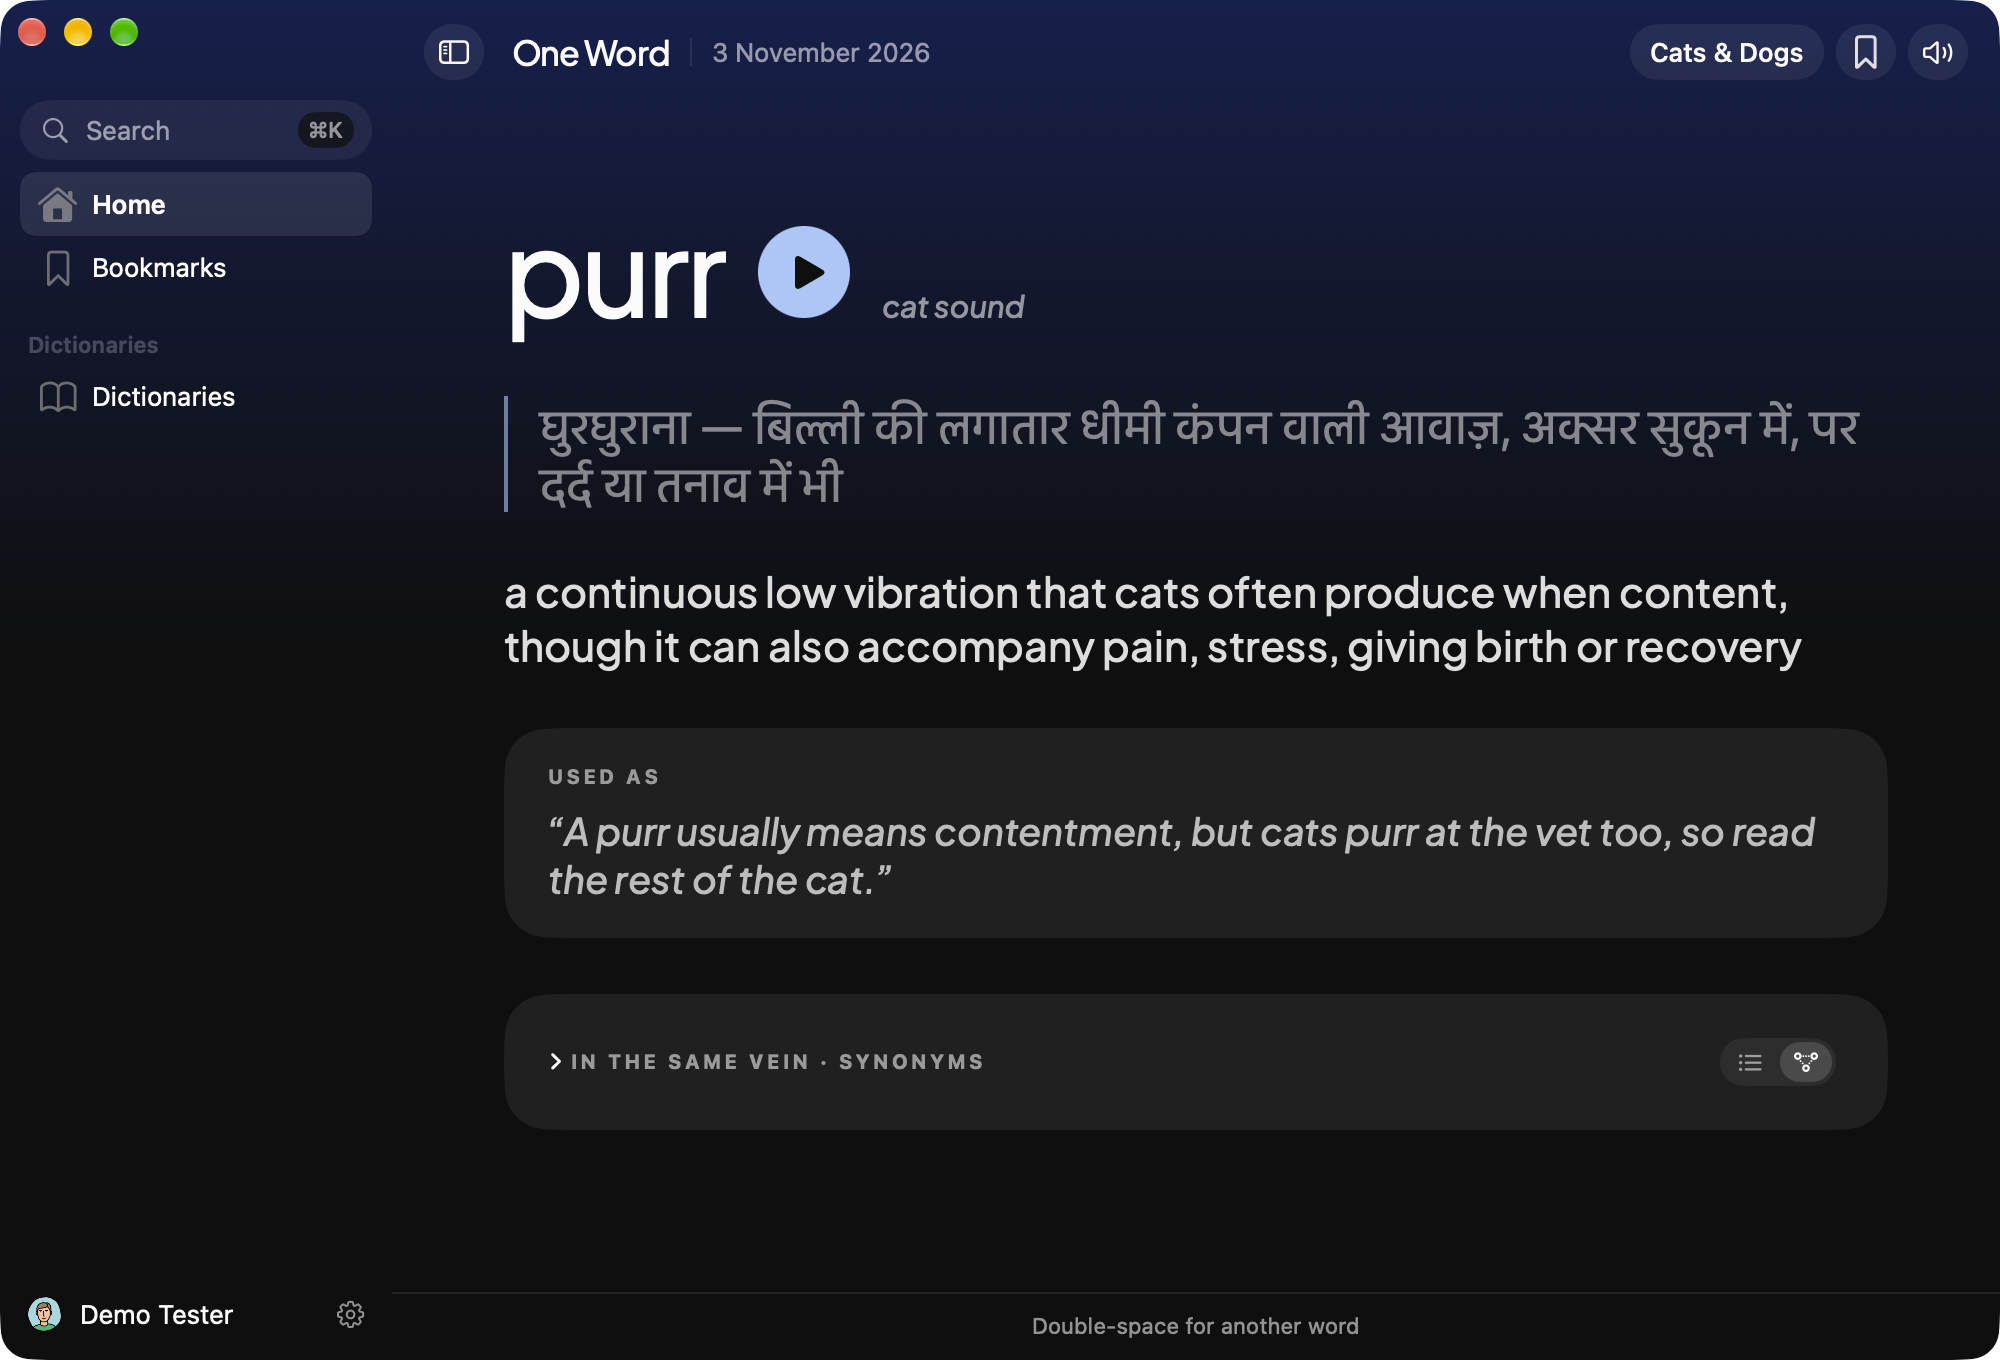 One Word
3 November 2026
Cats & Dogs
Search
⌘K
Home
Bookmarks
Dictionaries
Dictionaries
purr
cat sound
घुरघुराना — बिल्ली की लगातार धीमी कंपन वाली आवाज़, अक्सर सुकून में, पर
दर्द या तनाव में भी
a continuous low vibration that cats often produce when content,
though it can also accompany pain, stress, giving birth or recovery
USED AS
“A purr usually means contentment, but cats purr at the vet too, so read
the rest of the cat.”
IN THE SAME VEIN · SYNONYMS
Demo Tester
Double-space for another word